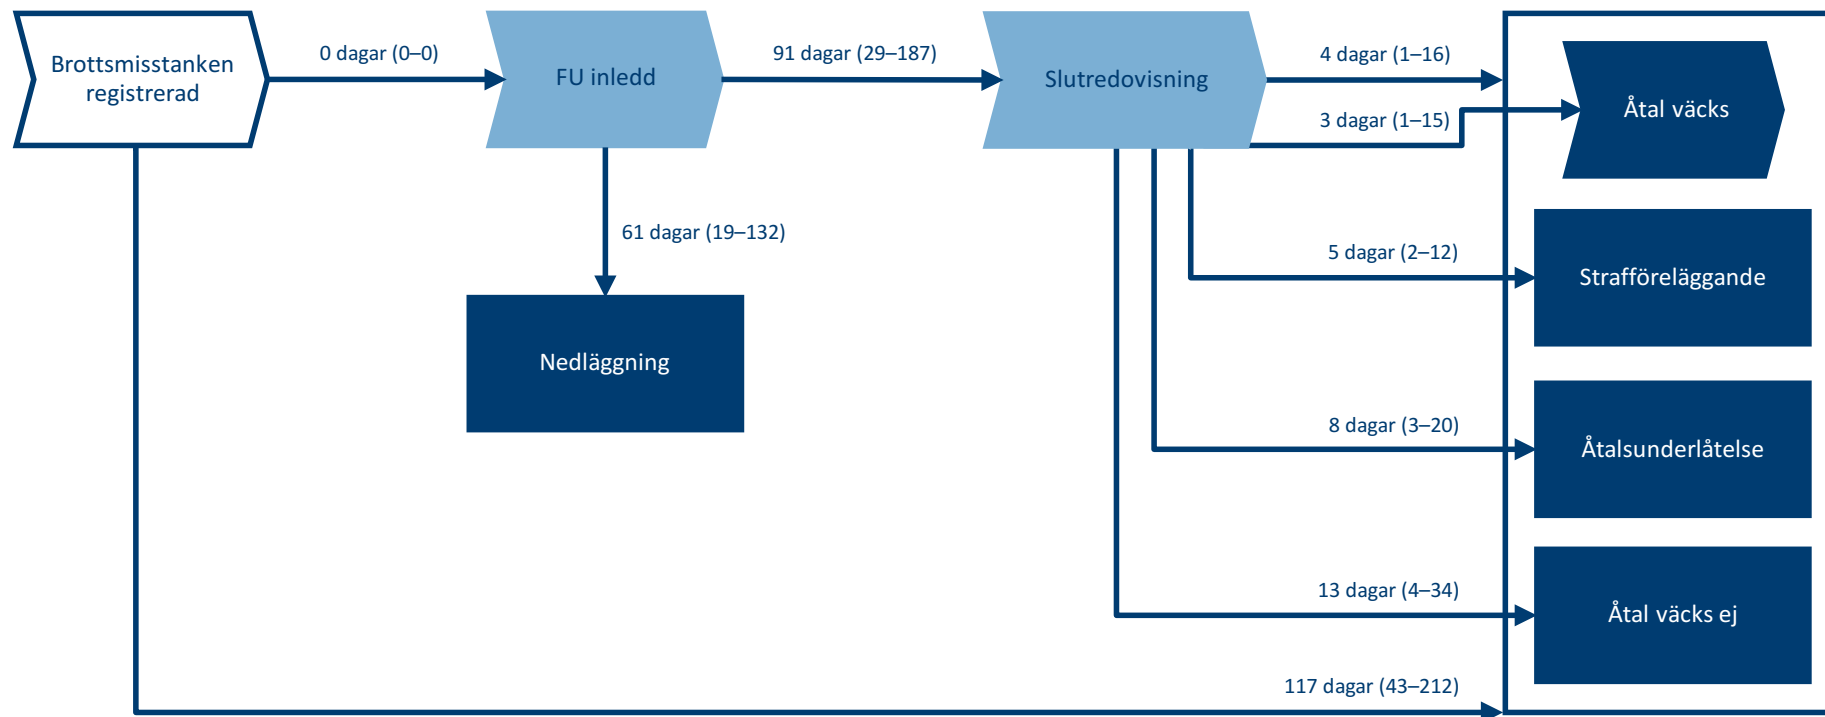 Brottsmisstanken
registrerad
0 dagar (0–0)
FU inledd
91 dagar (29–187)
Slutredovisning
4 dagar (1–16)
3 dagar (1–15)
Åtal väcks
61 dagar (19–132)
5 dagar (2–12)
Strafföreläggande
Nedläggning
8 dagar (3–20)
Åtalsunderlåtelse
13 dagar (4–34)
Åtal väcks ej
117 dagar (43–212)